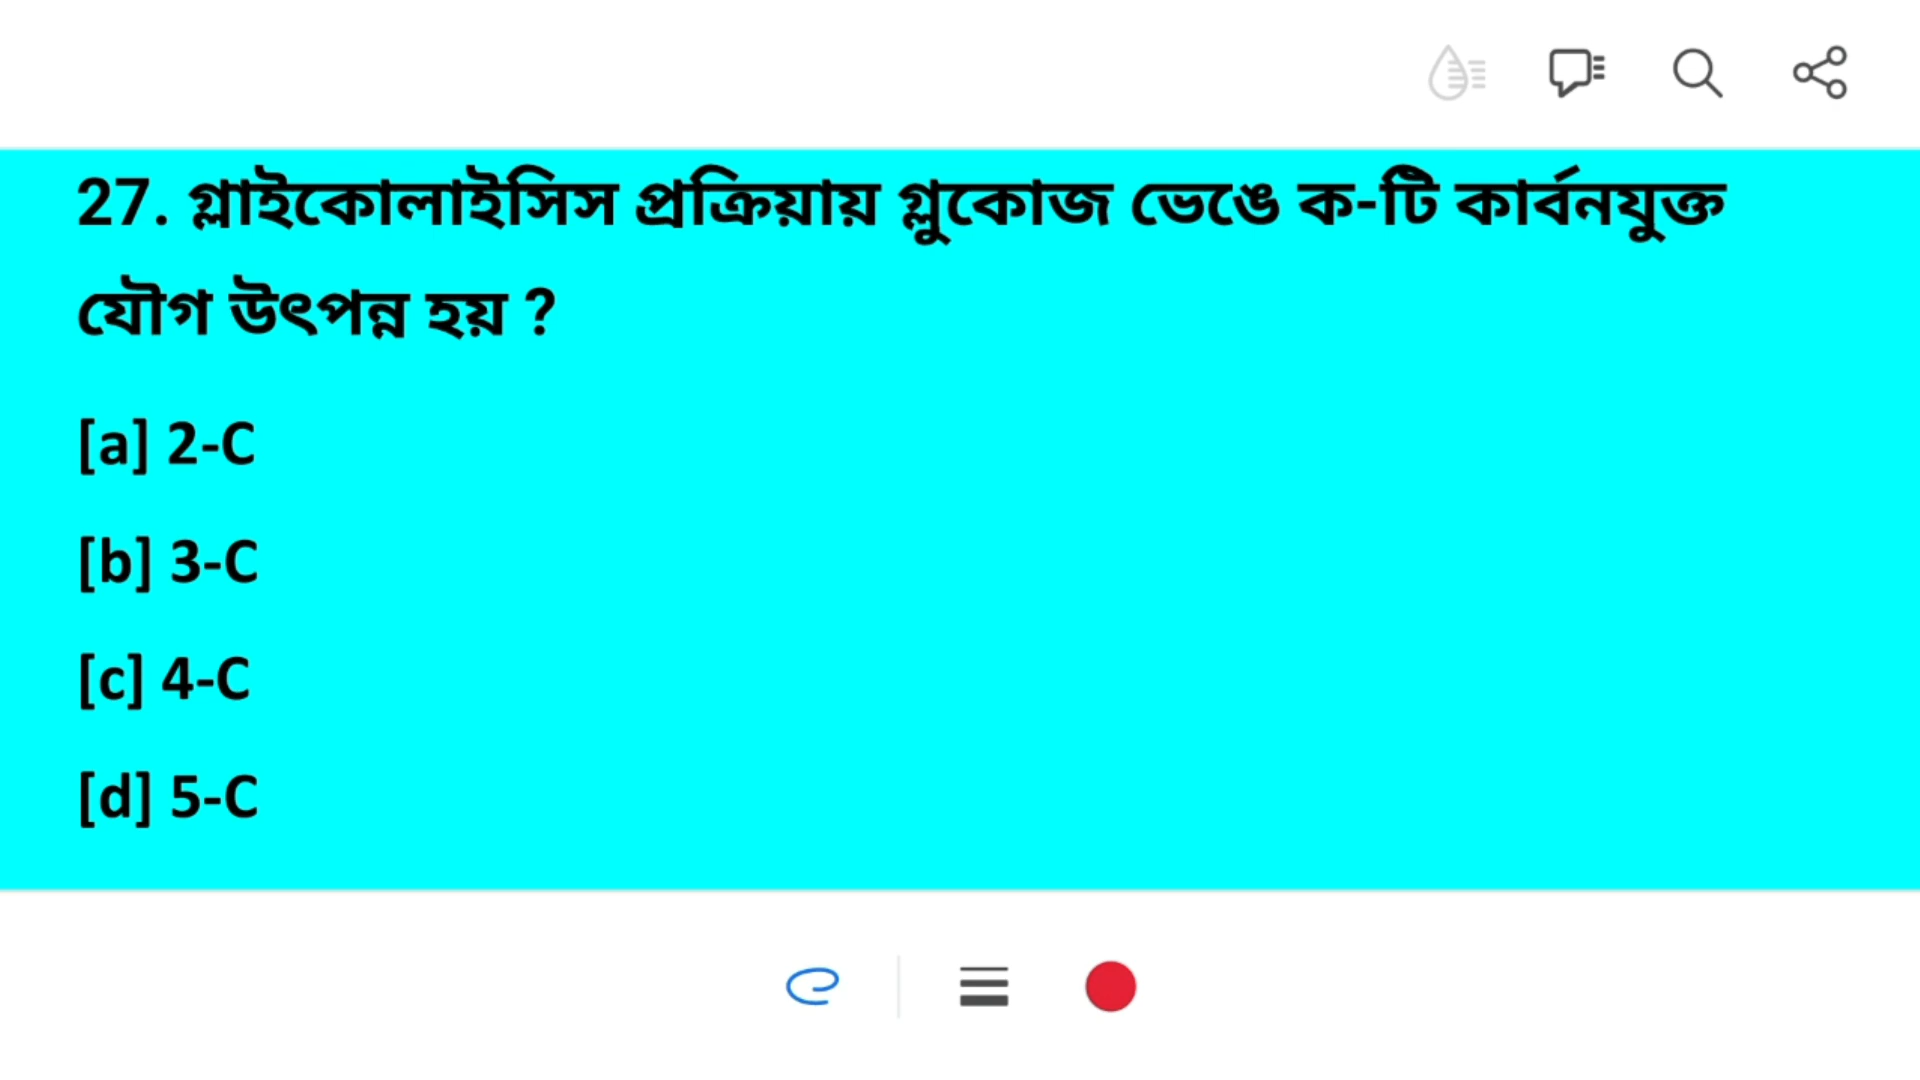 27. গ্লাইকোলাইসিস প্রক্রিয়ায় গ্লুকোজ ভেঙে ক-টি কার্বনযুক্ত
যৌগ উৎপন্ন হয় ?
[a] 2-C
[b] 3-C
[c] 4-C
[d] 5-C